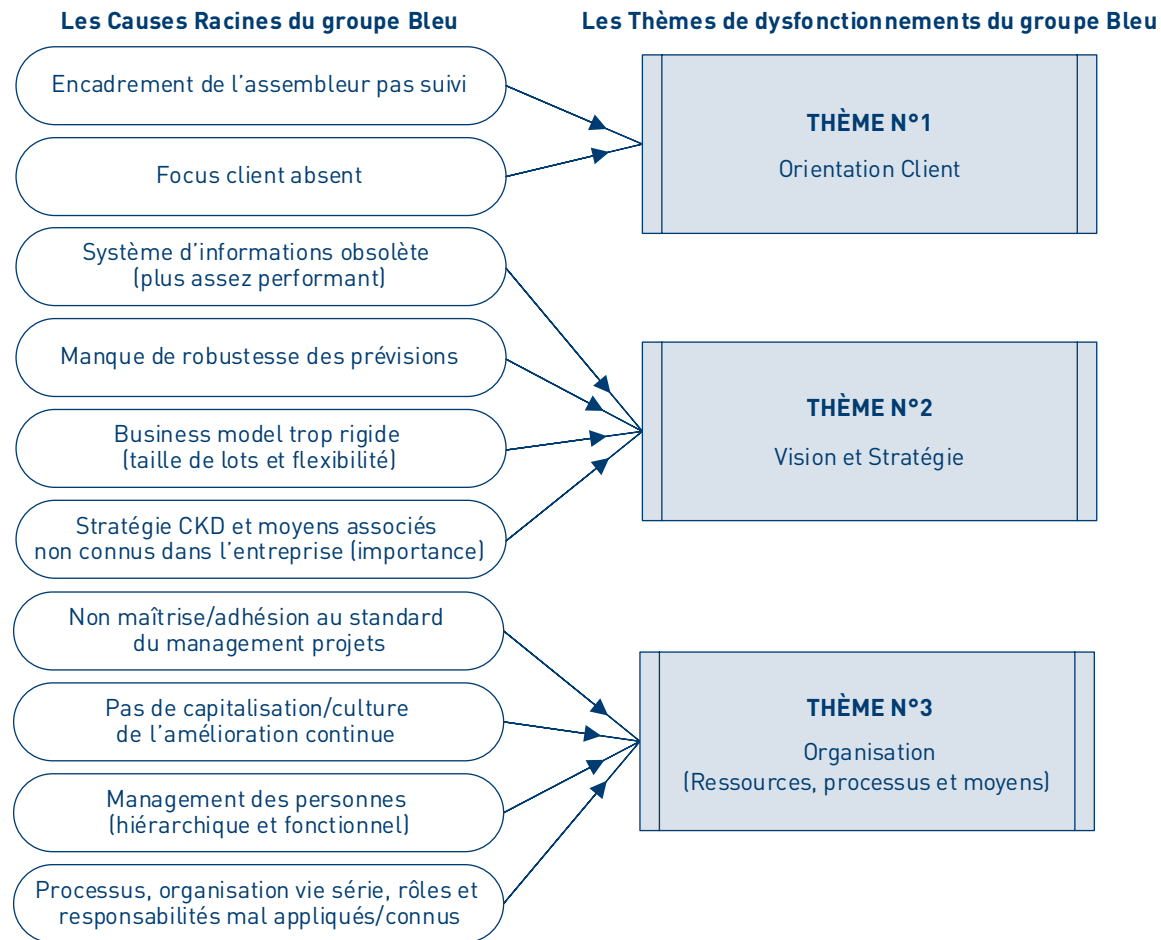 Les Causes Racines du groupe Bleu
Les Thèmes de dysfonctionnements du groupe Bleu
Encadrement de l’assembleur pas suivi
Focus client absent
Système d’informations obsolète
(plus assez performant)
Manque de robustesse des prévisions
Business model trop rigide
(taille de lots et flexibilité)
Stratégie CKD et moyens associés
non connus dans l’entreprise (importance)
Non maîtrise/adhésion au standard
du management projets
Pas de capitalisation/culture
de l’amélioration continue
Management des personnes
(hiérarchique et fonctionnel)
Processus, organisation vie série, rôles et
responsabilités mal appliqués/connus
THÈME N°1
Orientation Client
THÈME N°2
Vision et Stratégie
THÈME N°3
Organisation
(Ressources, processus et moyens)